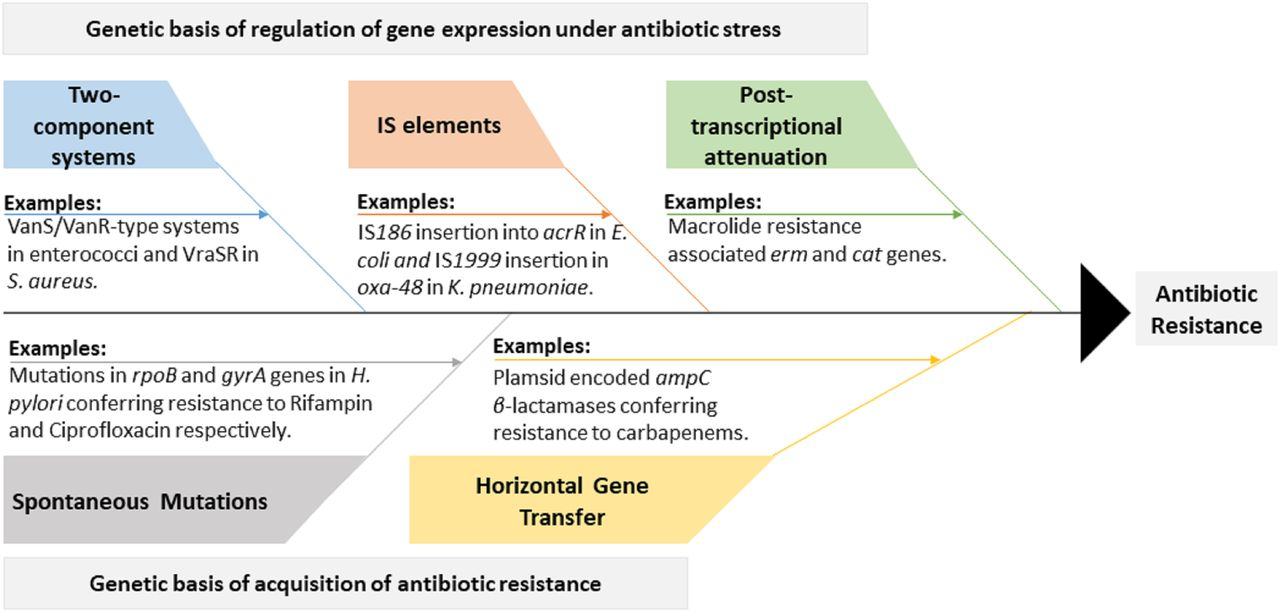 Genetic basis of regulation of gene expression under antibiotic stress
Two-
component
systems
IS elements
Post-
transcriptional
attenuation
Examples:
VanS/VanR-type systems
in enterococci and VraSR in
S. aureus.
Examples:
IS186 insertion into acrR in E.
coli and IS1999 insertion in
oxa-48 in K. pneumoniae.
Examples:
Macrolide resistance
associated erm and cat genes.
Antibiotic
Resistance
Examples:
Mutations in rpoB and gyrA genes in H.
pylori conferring resistance to Rifampin
and Ciprofloxacin respectively.
Examples:
Plamsid encoded ampC
β-lactamases conferring
resistance to carbapenems.
Spontaneous Mutations
Horizontal Gene
Transfer
Genetic basis of acquisition of antibiotic resistance